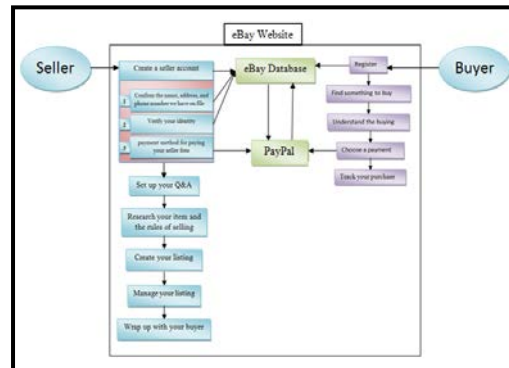 eBay Website
Seller
Buyer
Create a seller account
1
Confirm the name, address, and
phone number we have on file
2
Verify your identity
3
payment method for paying
your seller fees
Set up your Q&A
Research your item and
the rules of selling
Create your listing
Manage your listing
Wrap up with your buyer
eBay Database
PayPal
Register
Find something to buy
Understand the buying
Choose a payment
Track your purchase